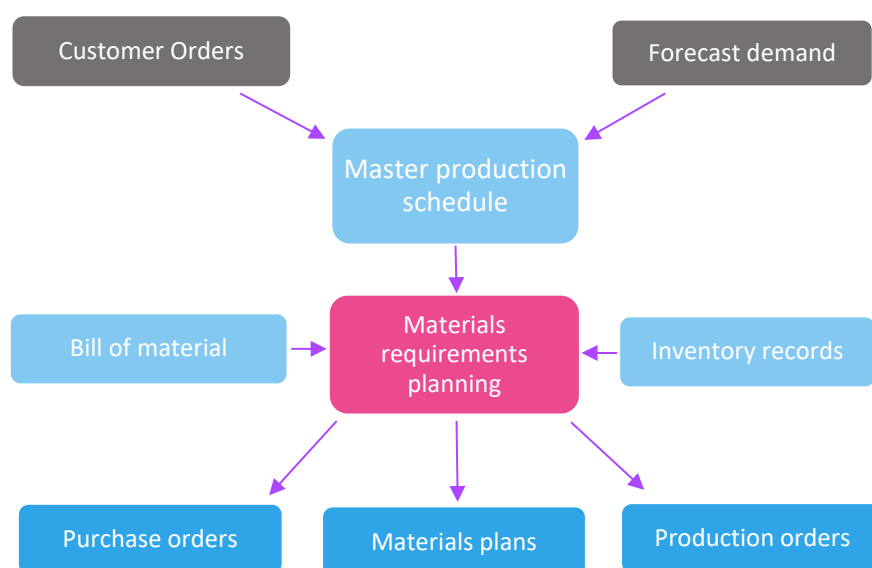 Customer Orders
Forecast demand
Master production
schedule
Materials
requirements
planning
Bill of material
Inventory records
Purchase orders
Materials plans
Production orders